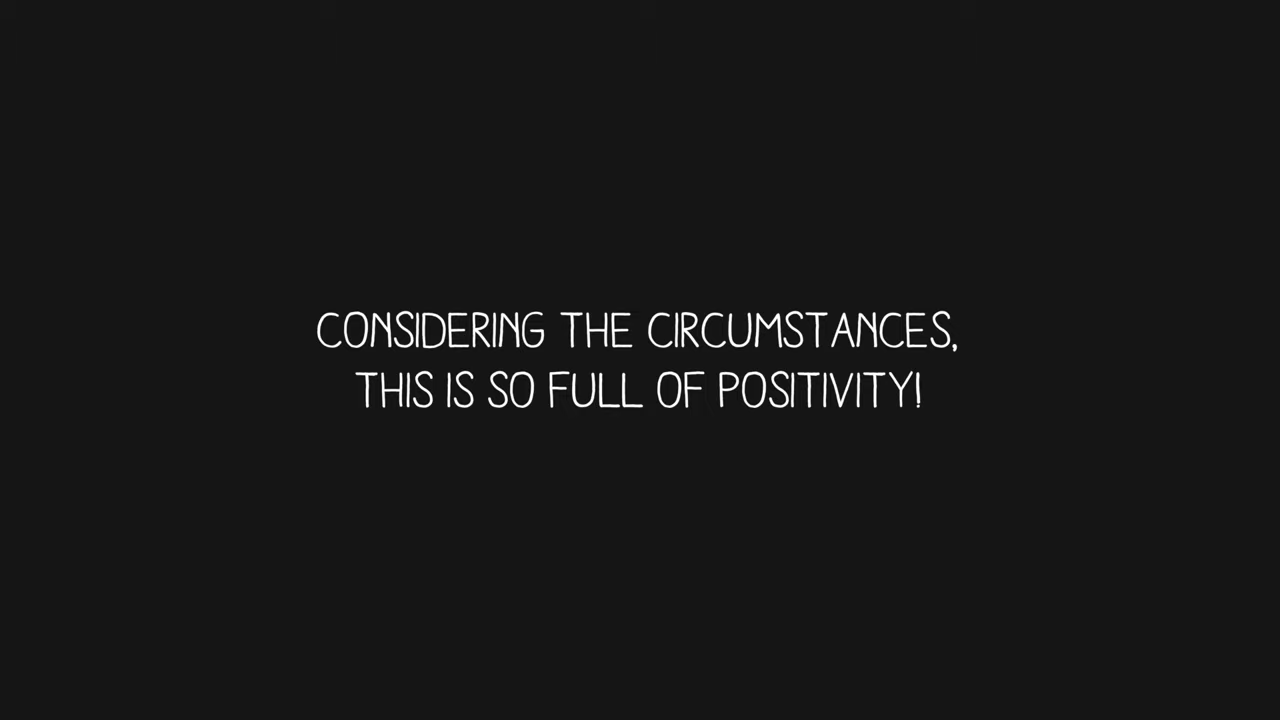 CONSIDERING THE CIRCUMSTANCES,
THIS IS SO FULL OF POSITIVITY!